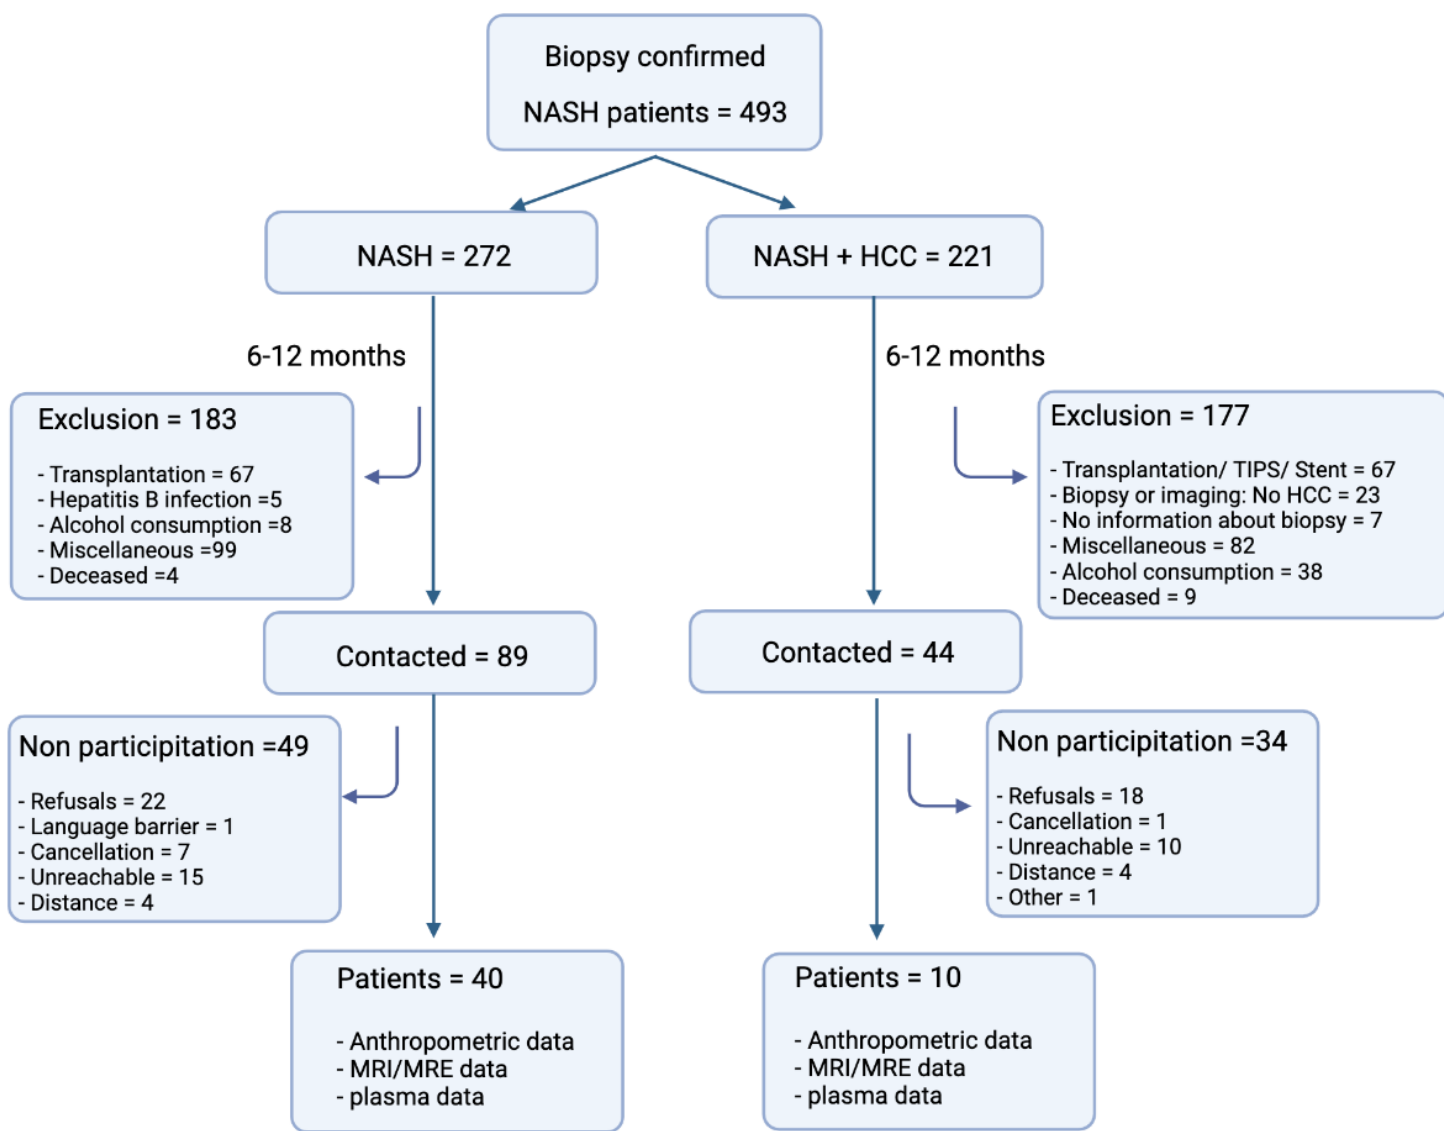 Biopsy confirmed
NASH patients = 493
NASH = 272
NASH + HCC = 221
6-12 months
6-12 months
Exclusion = 183
- Transplantation = 67
- Hepatitis B infection =5
- Alcohol consumption =8
- Miscellaneous =99
- Deceased =4
Exclusion = 177
- Transplantation/ TIPS/ Stent = 67
- Biopsy or imaging: No HCC = 23
- No information about biopsy = 7
- Miscellaneous = 82
- Alcohol consumption = 38
- Deceased = 9
Contacted = 89
Contacted = 44
Non participitation =49
- Refusals = 22
- Language barrier = 1
- Cancellation = 7
- Unreachable = 15
- Distance = 4
Non participitation =34
- Refusals = 18
- Cancellation = 1
- Unreachable = 10
- Distance = 4
- Other = 1
Patients = 40
- Anthropometric data
- MRI/MRE data
- plasma data
Patients = 10
- Anthropometric data
- MRI/MRE data
- plasma data